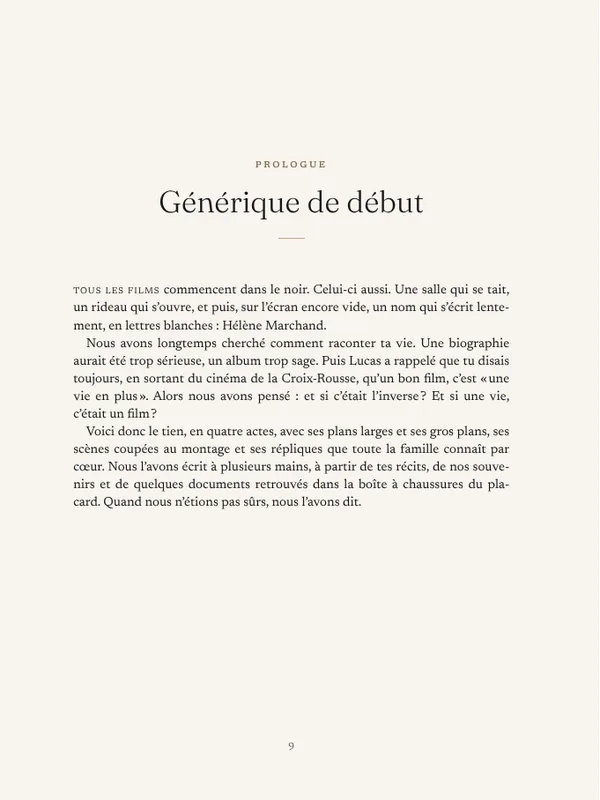 PROLOGUE
Générique de début
TOUS LES FILMS commencent dans le noir. Celui-ci aussi. Une salle qui se tait,
un rideau qui s’ouvre, et puis, sur l’écran encore vide, un nom qui s’écrit lente-
ment, en lettres blanches : Hélène Marchand.
Nous avons longtemps cherché comment raconter ta vie. Une biographie
aurait été trop sérieuse, un album trop sage. Puis Lucas a rappelé que tu disais
toujours, en sortant du cinéma de la Croix-Rousse, qu’un bon film, c’est « une
vie en plus ». Alors nous avons pensé : et si c’était l’inverse ? Et si une vie,
c’était un film ?
Voici donc le tien, en quatre actes, avec ses plans larges et ses gros plans, ses
scènes coupées au montage et ses répliques que toute la famille connaît par
cœur. Nous l’avons écrit à plusieurs mains, à partir de tes récits, de nos souve-
nirs et de quelques documents retrouvés dans la boîte à chaussures du pla-
card. Quand nous n’étions pas sûrs, nous l’avons dit.
9